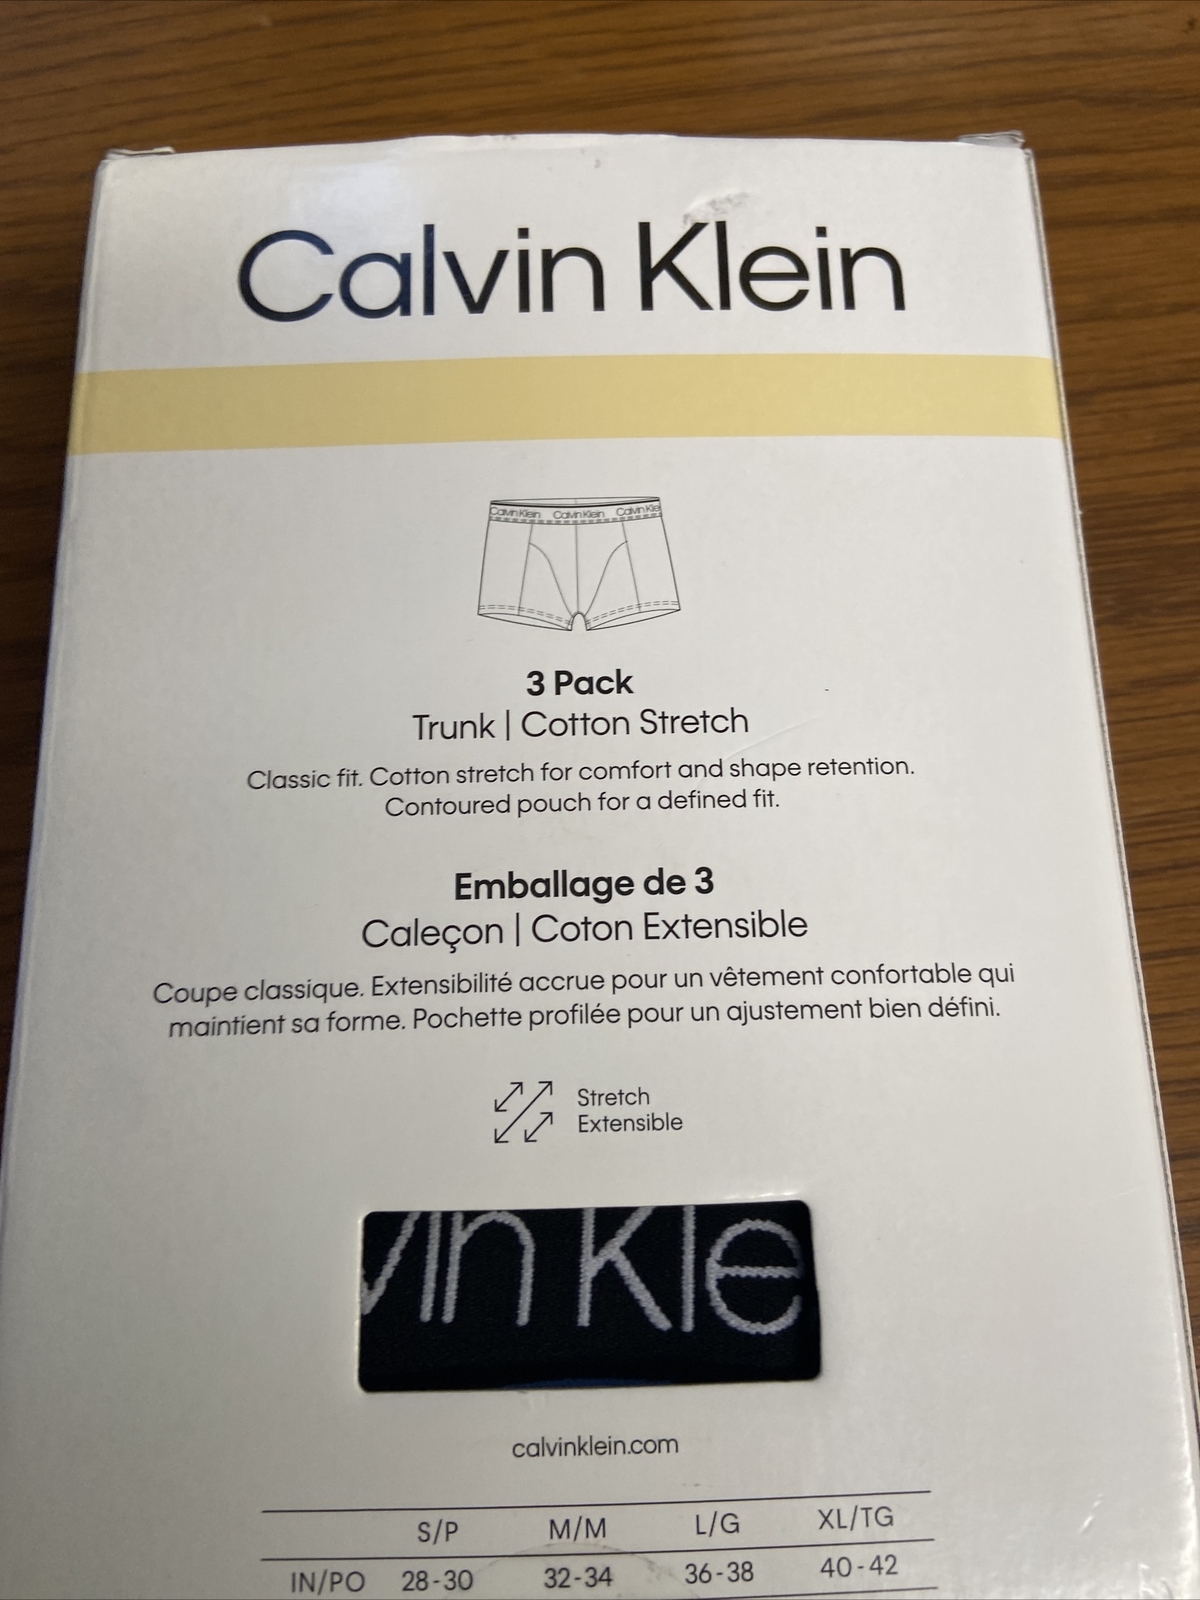 Calvin Klein
Calvin Klein Calvin Klein Calvin Kle
3 Pack
Trunk | Cotton Stretch
Classic fit. Cotton stretch for comfort and shape retention.
Contoured pouch for a defined fit.
Emballage de 3
Caleçon | Coton Extensible
Coupe classique. Extensibilité accrue pour un vêtement confortable qui
maintient sa forme. Pochette profilée pour un ajustement bien défini.
Stretch
Extensible
vin Kle
calvinklein.com
S/P M/M L/G XL/TG
IN/PO 28-30 32-34 36-38 40-42